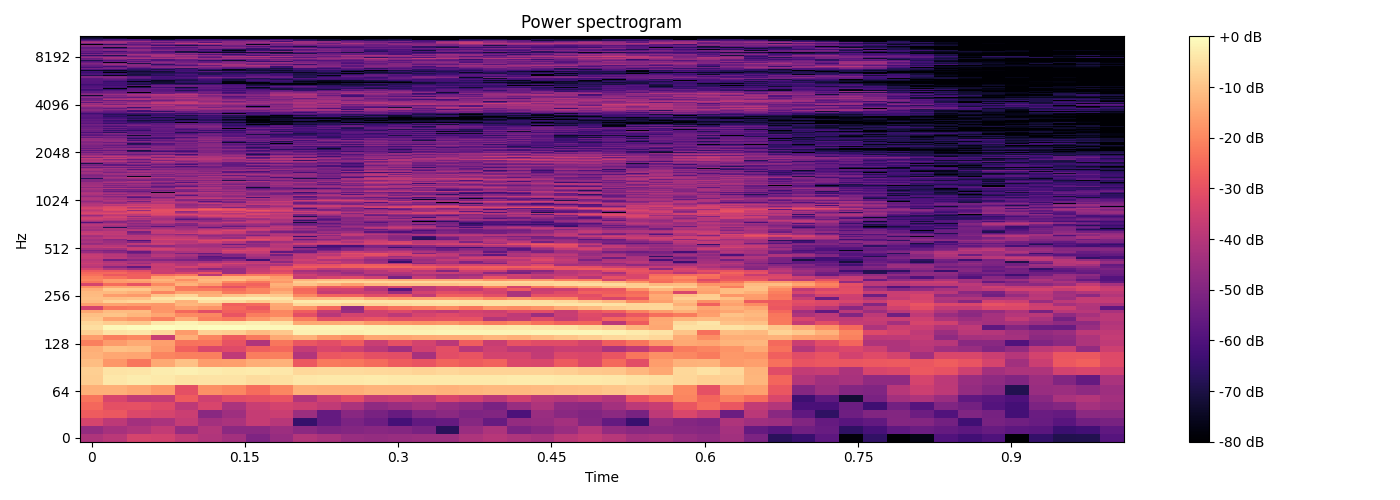 Power spectrogram
8192
4096
2048
1024
512
256
128
64
0
Hz
0 0.15 0.3 0.45 0.6 0.75 0.9
Time
+0 dB
-10 dB
-20 dB
-30 dB
-40 dB
-50 dB
-60 dB
-70 dB
-80 dB